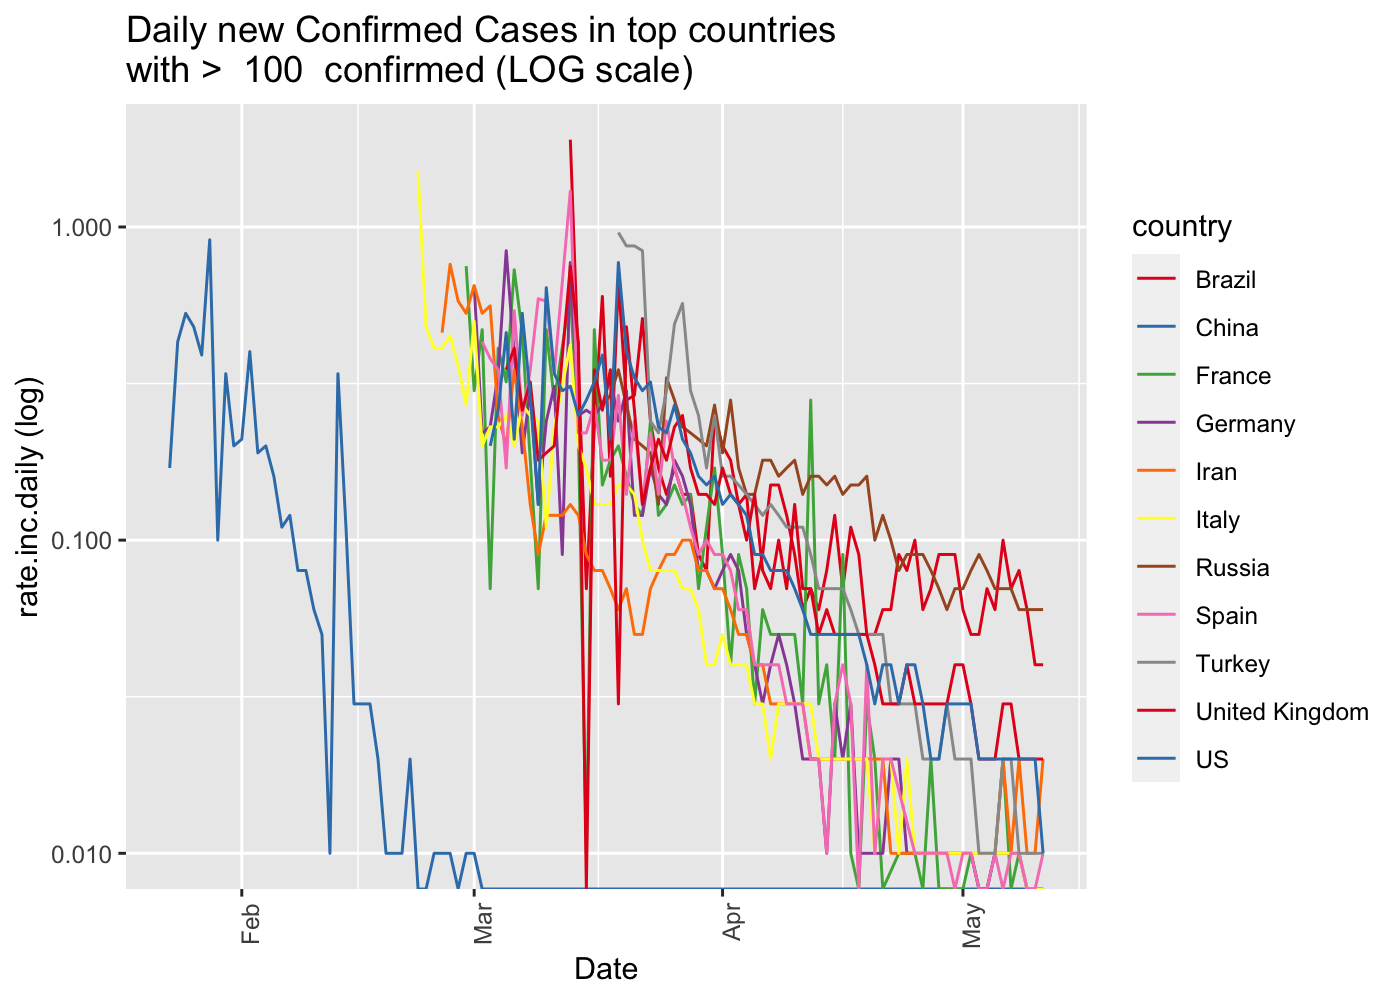 Daily new Confirmed Cases in top countries
with >  100  confirmed (LOG scale)
rate.inc.daily (log)
1.000
0.100
0.010
Feb
Mar
Apr
May
Date
country
Brazil
China
France
Germany
Iran
Italy
Russia
Spain
Turkey
United Kingdom
US